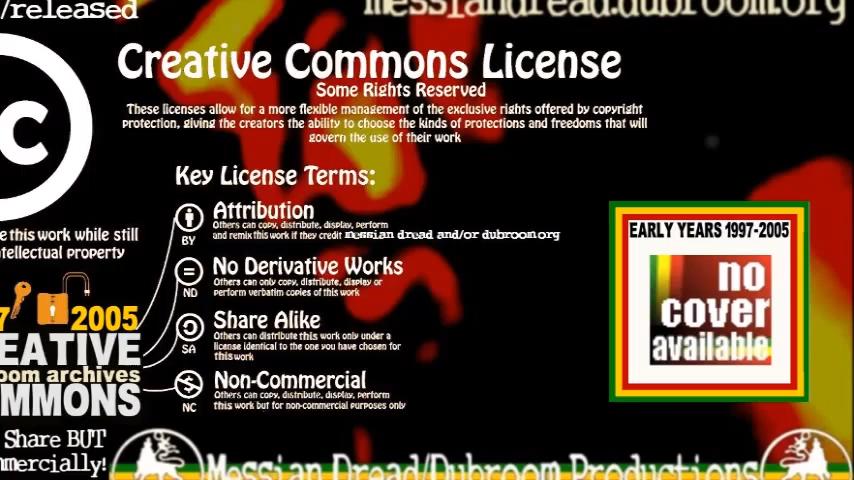 /released
messiandread.dubroom.org
Creative Commons License
Some Rights Reserved
These licenses allow for a more flexible management of the exclusive rights offered by copyright
protection, giving the creators the ability to choose the kinds of protections and freedoms that will
govern the use of their work
c
Key License Terms:
Attribution
Others can copy, distribute, display, perform
and remix this work if they credit messian dread and/or dubroom.org
BY
No Derivative Works
Others can only copy, distribute, display or
perform verbatim copies of this work
ND
Share Alike
Others can distribute this work only under a
license identical to the one you have chosen for
this work
SA
Non-Commercial
Others can copy, distribute, display, perform
this work but for non-commercial purposes only
NC
e this work while still
ntellectual property
7 2005
EATIVE
oom archives
MMONS
Share BUT
mmercially!
EARLY YEARS 1997-2005
no
cover
available
Messian Dread/Dubroom Productions